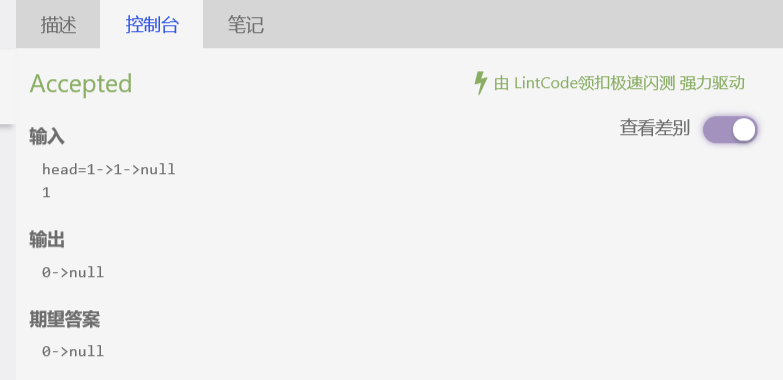 描述 控制台 笔记
Accepted 由 LintCode领扣极速闪测 强力驱动
查看差别
输入
head=1->1->null
1
输出
0->null
期望答案
0->null